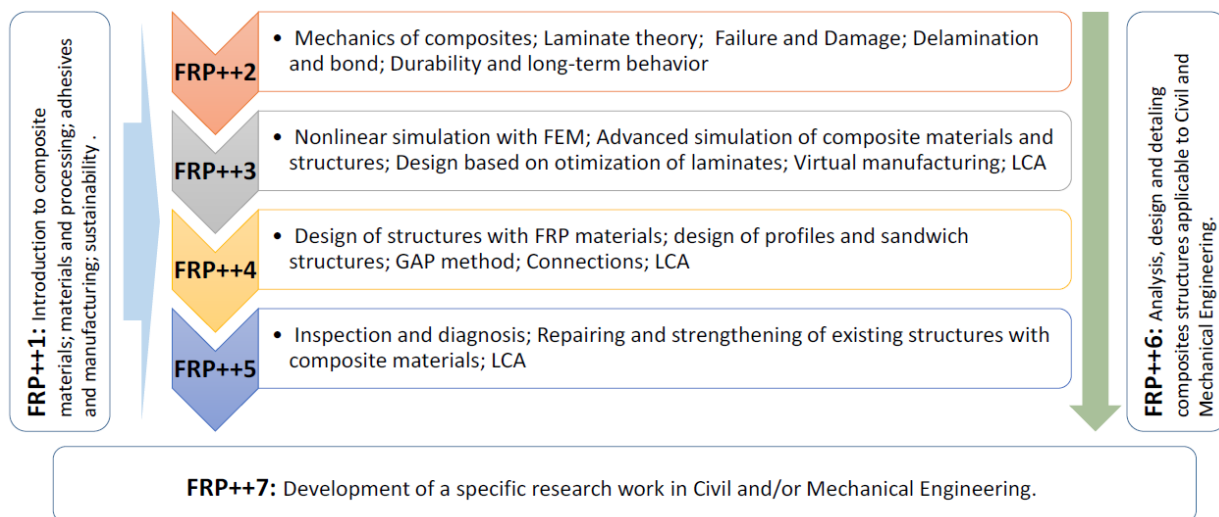 FRP++1: Introduction to composite
materials; materials and processing; adhesives
and manufacturing; sustainability .
FRP++2
• Mechanics of composites; Laminate theory; Failure and Damage; Delamination
and bond; Durability and long-term behavior
FRP++3
• Nonlinear simulation with FEM; Advanced simulation of composite materials and
structures; Design based on otimization of laminates; Virtual manufacturing; LCA
FRP++4
• Design of structures with FRP materials; design of profiles and sandwich
structures; GAP method; Connections; LCA
FRP++5
• Inspection and diagnosis; Repairing and strengthening of existing structures with
composite materials; LCA
FRP++6: Analysis, design and detaling
composites structures applicable to Civil and
Mechanical Engineering.
FRP++7: Development of a specific research work in Civil and/or Mechanical Engineering.